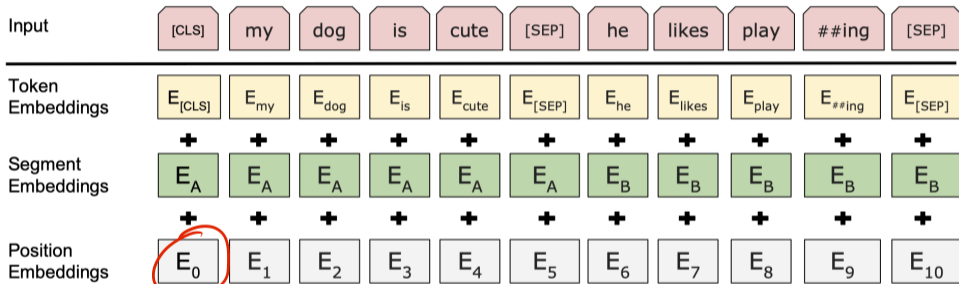 Input [CLS] my dog is cute [SEP] he likes play ##ing [SEP]
Token Embeddings E[CLS] Emy Edog Eis Ecute E[SEP] Ehe Elikes Eplay E##ing E[SEP]
+ + + + + + + + + + +
Segment Embeddings EA EA EA EA EA EA EB EB EB EB EB
+ + + + + + + + + + +
Position Embeddings E0 E1 E2 E3 E4 E5 E6 E7 E8 E9 E10